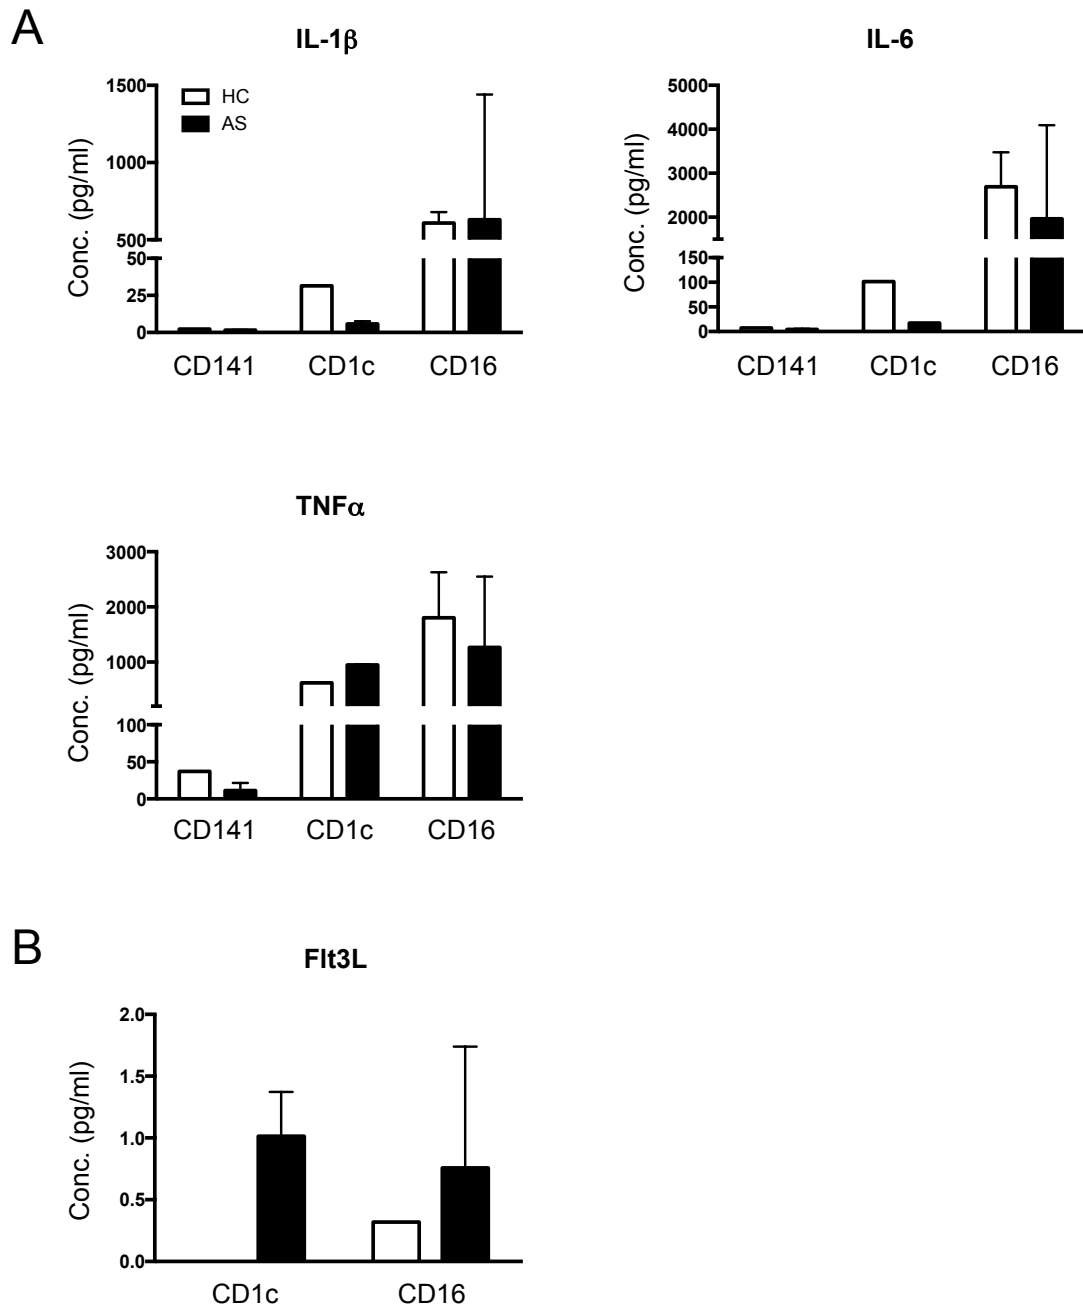 A
IL-1β
1500
1000
500
50
25
0
Conc. (pg/ml)
HC
AS
CD141 CD1c CD16
IL-6
5000
4000
3000
2000
150
100
50
0
Conc. (pg/ml)
CD141 CD1c CD16
TNFα
3000
2000
1000
100
50
0
Conc. (pg/ml)
CD141 CD1c CD16
B
Flt3L
2.0
1.5
1.0
0.5
0.0
Conc. (pg/ml)
CD1c CD16